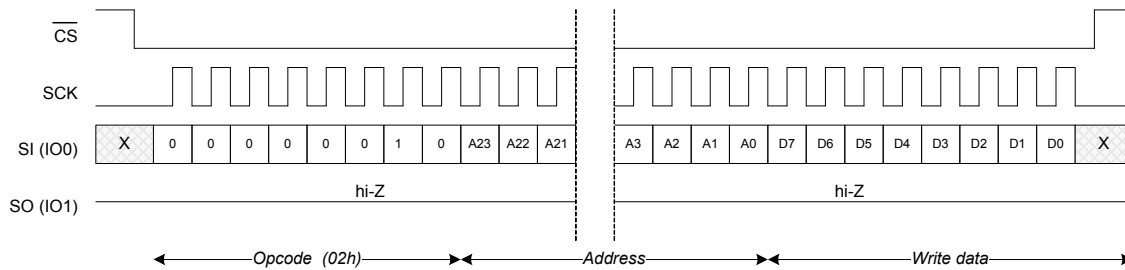 CS
SCK
SI (IO0) X 0 0 0 0 0 0 1 0 A23 A22 A21 A3 A2 A1 A0 D7 D6 D5 D4 D3 D2 D1 D0 X
hi-Z hi-Z
SO (IO1)
Opcode (02h) Address Write data